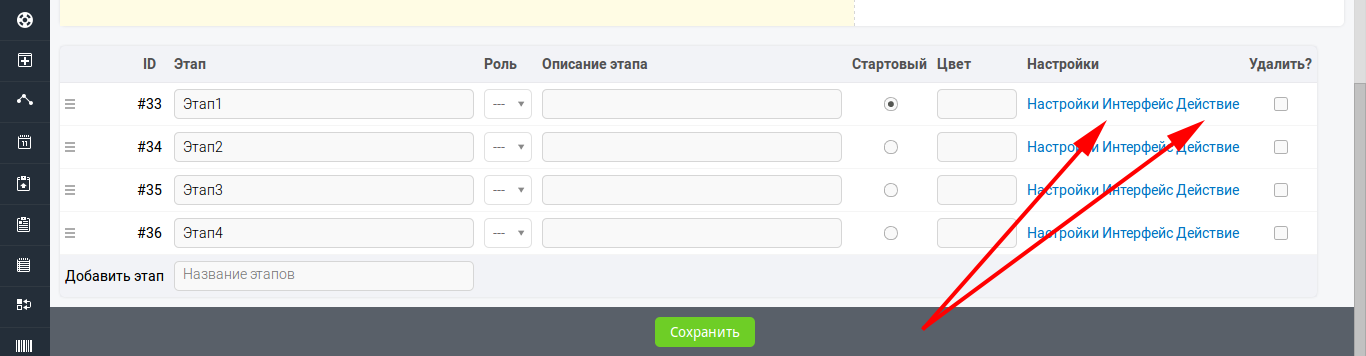 ID Этап Роль Описание этапа Стартовый Цвет Настройки Удалить?
#33 Этап1 --- Настройки Интерфейс Действие
#34 Этап2 --- Настройки Интерфейс Действие
#35 Этап3 --- Настройки Интерфейс Действие
#36 Этап4 --- Настройки Интерфейс Действие
Добавить этап Название этапов
Сохранить
11